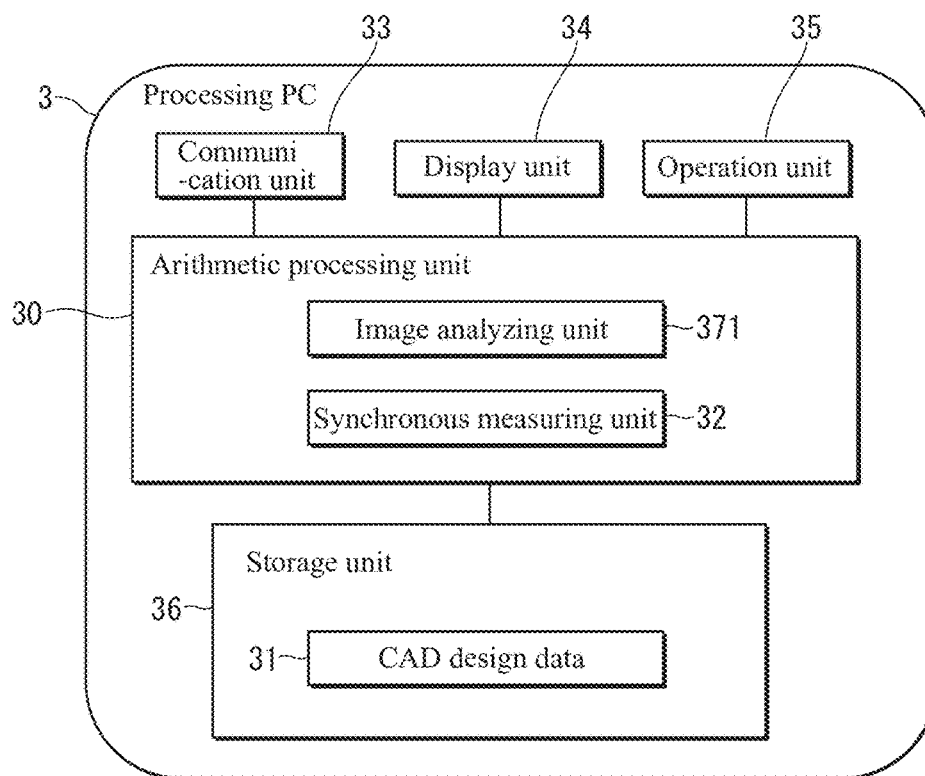 33
34
35
3
Processing PC
Communi
-cation unit
Display unit
Operation unit
Arithmetic processing unit
30
Image analyzing unit
371
Synchronous measuring unit
32
Storage unit
36
31
CAD design data